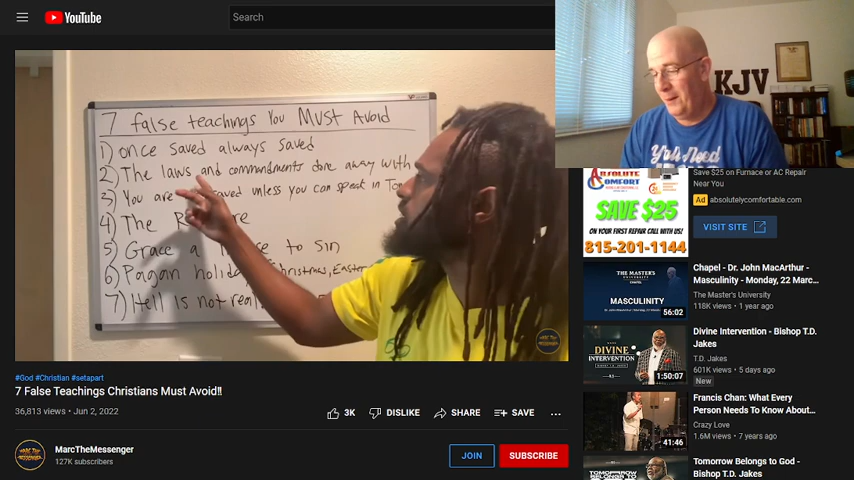 YouTube
Search
7 false teachings You Must Avoid
1) once saved always saved
2) The laws and commandments done away with
3) You are saved unless you can speak in
4) The
5) Grace a to sin
6) Pagan Christmas, Easter
7) Hell is not real
KJV
You Need
ABSOLUTE
COMFORT
SAVE $25
ON YOUR FIRST REPAIR CALL WITH US!
815-201-1144
Save $25 on Furnace or AC Repair
Near You
Ad absolutelycomfortable.com
VISIT SITE
THE MASTER'S
UNIVERSITY
CHAPEL
MASCULINITY
56:02
Chapel - Dr. John MacArthur -
Masculinity - Monday, 22 Marc...
The Master's University
118K views • 1 year ago
DIVINE
INTERVENTION
1:50:07
Divine Intervention - Bishop T.D.
Jakes
T.D. Jakes
601K views • 5 days ago
New
41:46
Francis Chan: What Every
Person Needs To Know About...
Crazy Love
1.6M views • 7 years ago
TOMORROW
BELONGS TO
Tomorrow Belongs to God -
Bishop T.D. Jakes
#God #Christian #setapart
7 False Teachings Christians Must Avoid!!
36,813 views • Jun 2, 2022
3K
DISLIKE
SHARE
SAVE
MarcTheMessenger
127K subscribers
JOIN
SUBSCRIBE